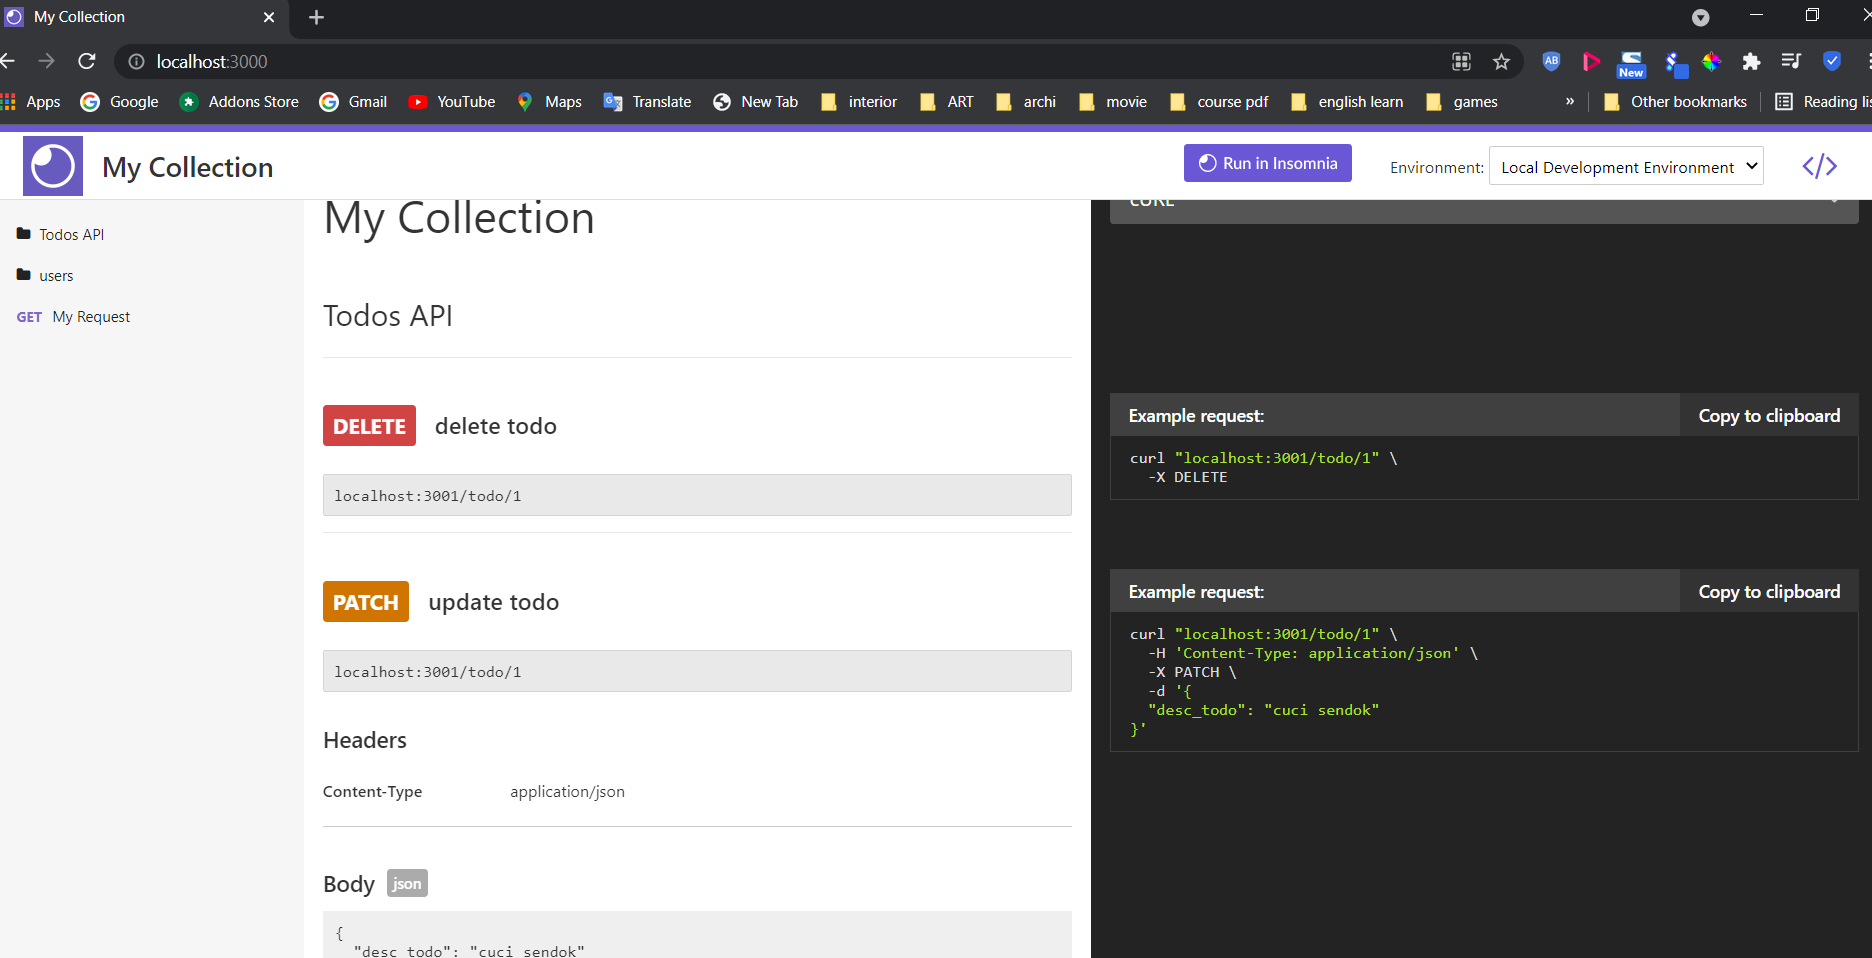 My Collection
localhost:3000
AB
New
Apps
Google
Addons Store
Gmail
YouTube
Maps
Translate
New Tab
interior
ART
archi
movie
course pdf
english learn
games
»
Other bookmarks
Reading lis
My Collection
Run in Insomnia
Environment:
Local Development Environment
</>
Todos API
users
GET My Request
My Collection
Todos API
DELETE delete todo
localhost:3001/todo/1
PATCH update todo
localhost:3001/todo/1
Headers
Content-Type application/json
Body json
{
"desc_todo": "cuci sendok"
CURL
Example request:
Copy to clipboard
curl "localhost:3001/todo/1" \
-X DELETE
Example request:
Copy to clipboard
curl "localhost:3001/todo/1" \
-H 'Content-Type: application/json' \
-X PATCH \
-d '{
"desc_todo": "cuci sendok"
}'